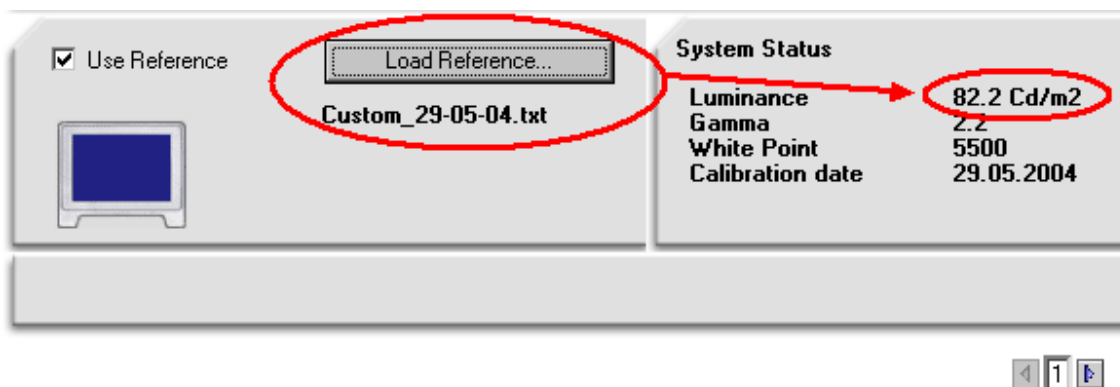 Use Reference
Load Reference...
Custom_29-05-04.txt
System Status
Luminance 82.2 Cd/m2
Gamma 2.2
White Point 5500
Calibration date 29.05.2004
1